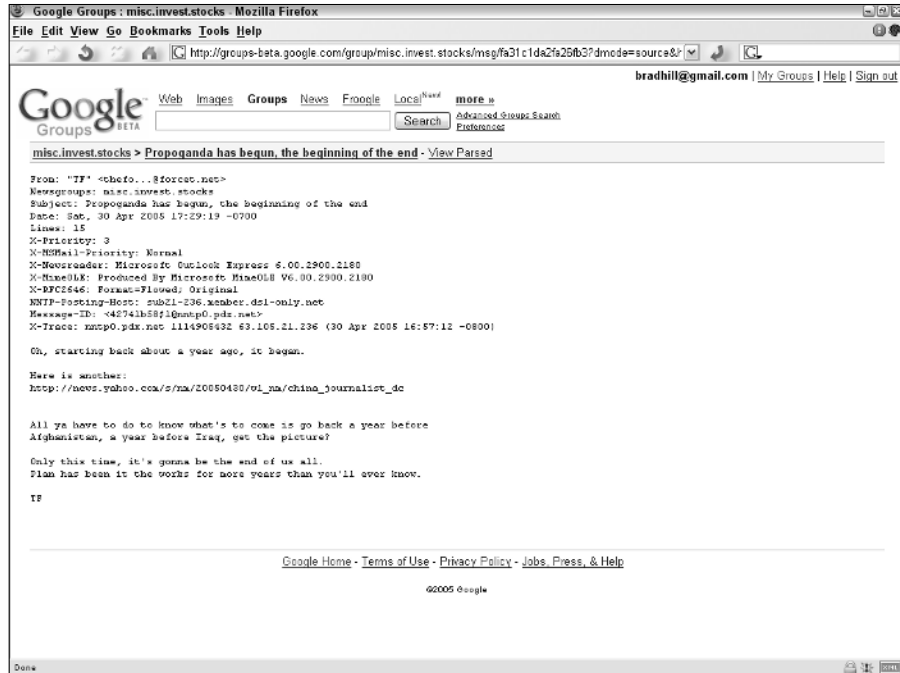 Google Groups : misc.invest.stocks - Mozilla Firefox
File Edit View Go Bookmarks Tools Help
http://groups-beta.google.com/group/misc.invest.stocks/msg/fa31c1da2fa26fb3?dmode=source&
bradhill@gmail.com | My Groups | Help | Sign out
Google Groups BETA
Web Images Groups News Froogle Local New! more »
Search
Advanced Groups Search
Preferences
misc.invest.stocks > Propoganda has begun, the beginning of the end - View Parsed
From: "TF" <thefo...@forcet.net>
Newsgroups: misc.invest.stocks
Subject: Propoganda has begun, the beginning of the end
Date: Sat, 30 Apr 2005 17:29:19 -0700
Lines: 15
X-Priority: 3
X-MSMail-Priority: Normal
X-Newsreader: Microsoft Outlook Express 6.00.2900.2180
X-MimeOLE: Produced By Microsoft MimeOLE V6.00.2900.2180
X-RFC2646: Format=Flowed; Original
NNTP-Posting-Host: sub21-236.member.dsl-only.net
Message-ID: <42741b58$1@nntp0.pdx.net>
X-Trace: nntp0.pdx.net 1114905432 63.105.21.236 (30 Apr 2005 16:57:12 -0800)
Oh, starting back about a year ago, it began.
Here is another:
http://news.yahoo.com/s/nm/20050430/wl_nm/china_journalist_dc
All ya have to do to know what's to come is go back a year before
Afghanistan, a year before Iraq, get the picture?
Only this time, it's gonna be the end of us all.
Plan has been it the works for more years than you'll ever know.
TF
Google Home - Terms of Use - Privacy Policy - Jobs, Press, & Help
©2005 Google
Done